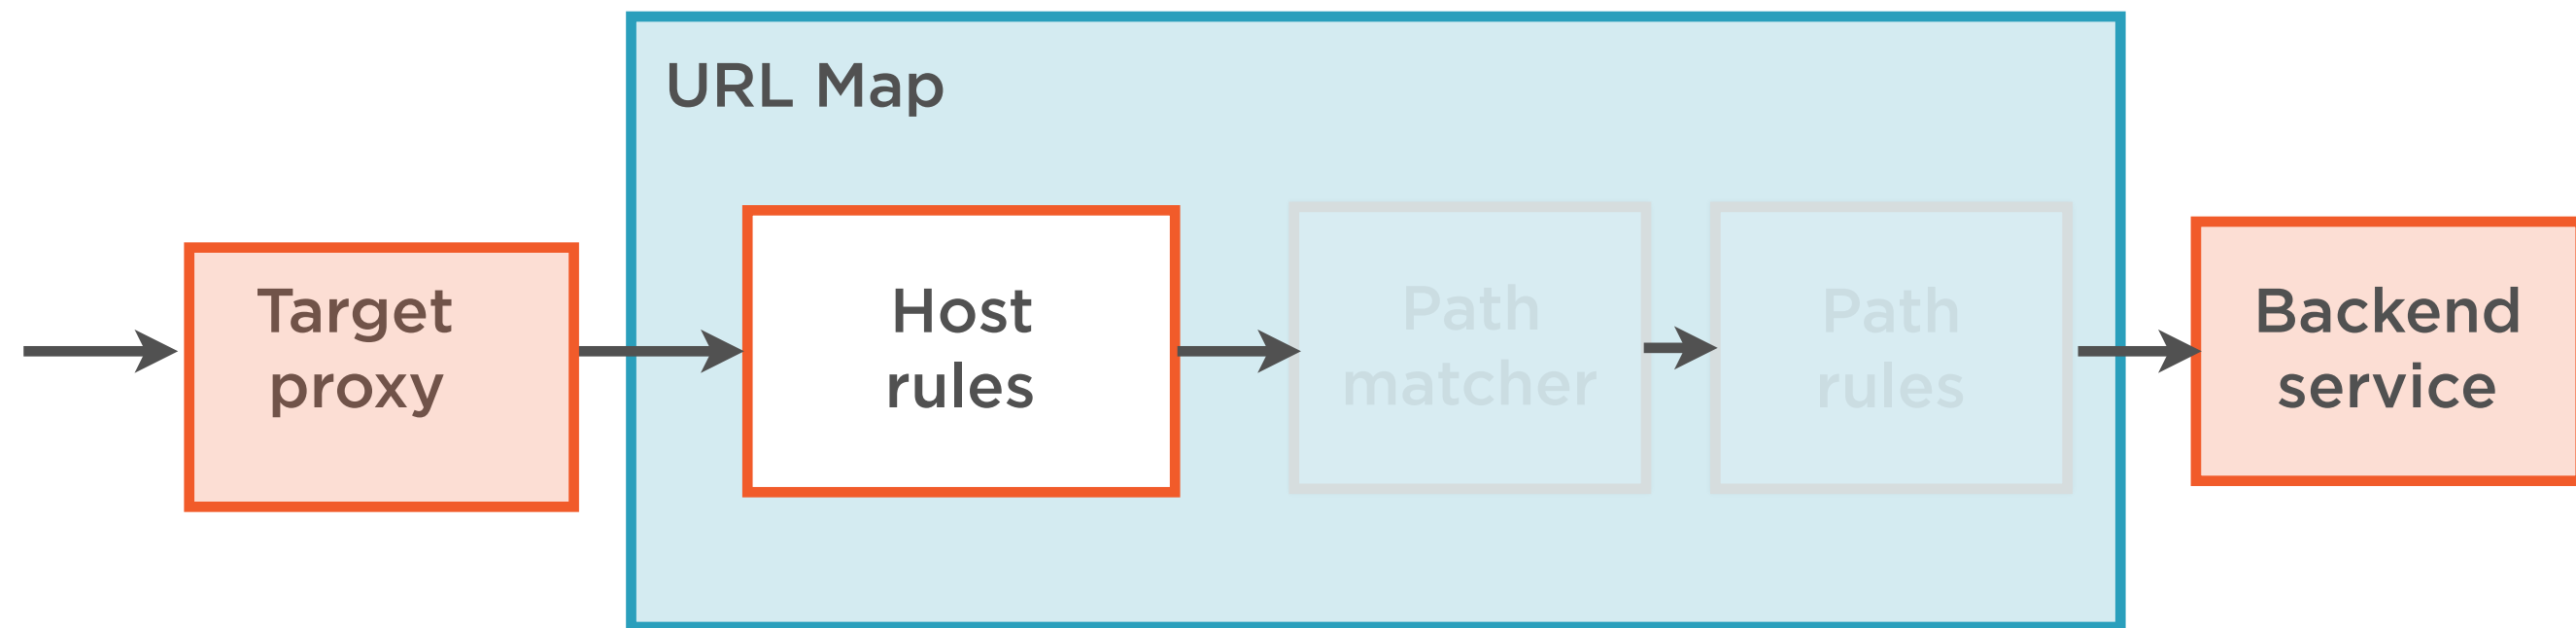 URL Map
Target
proxy
Host
rules
Path
matcher
Path
rules
Backend
service